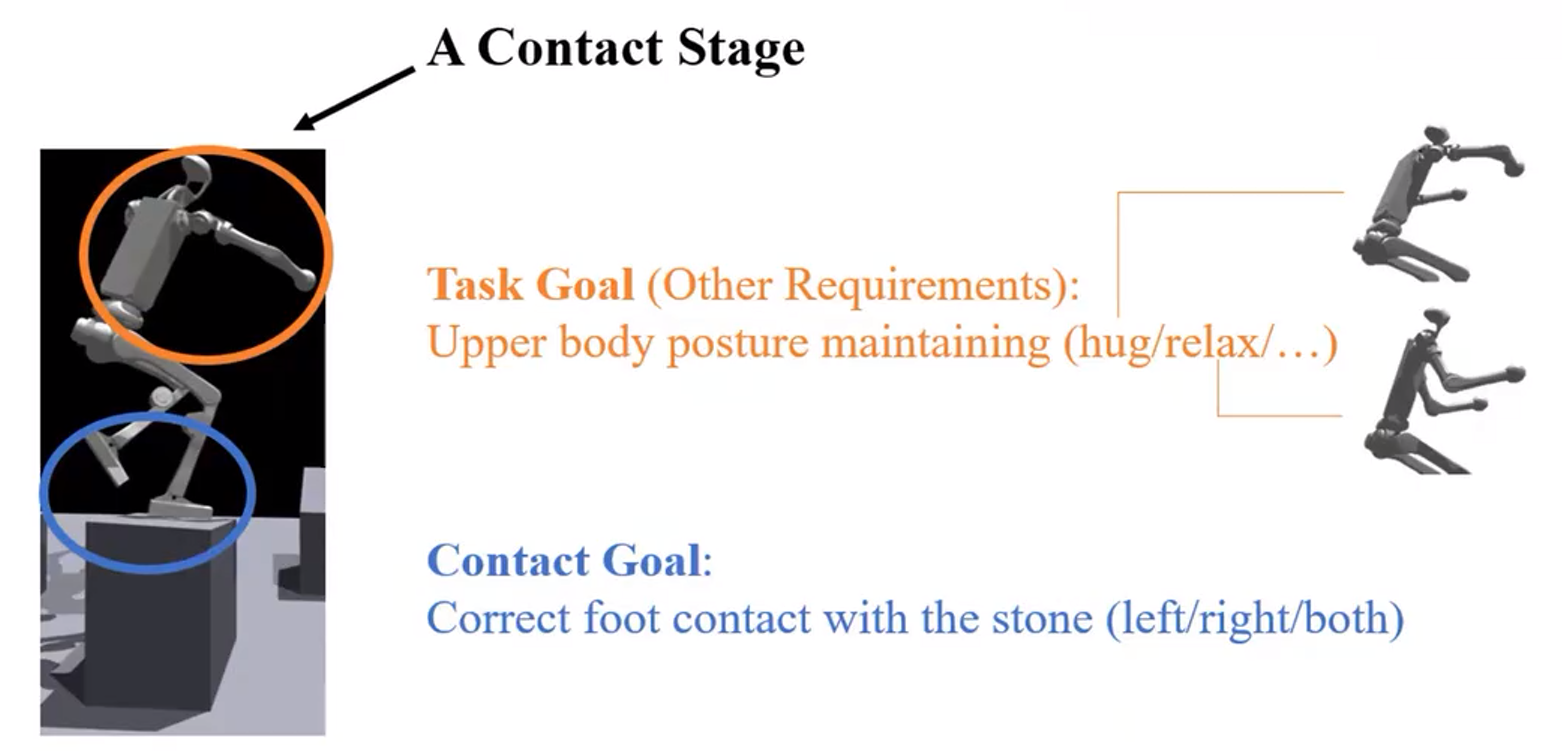 A Contact Stage
Task Goal (Other Requirements):
Upper body posture maintaining (hug/relax/…)
Contact Goal:
Correct foot contact with the stone (left/right/both)